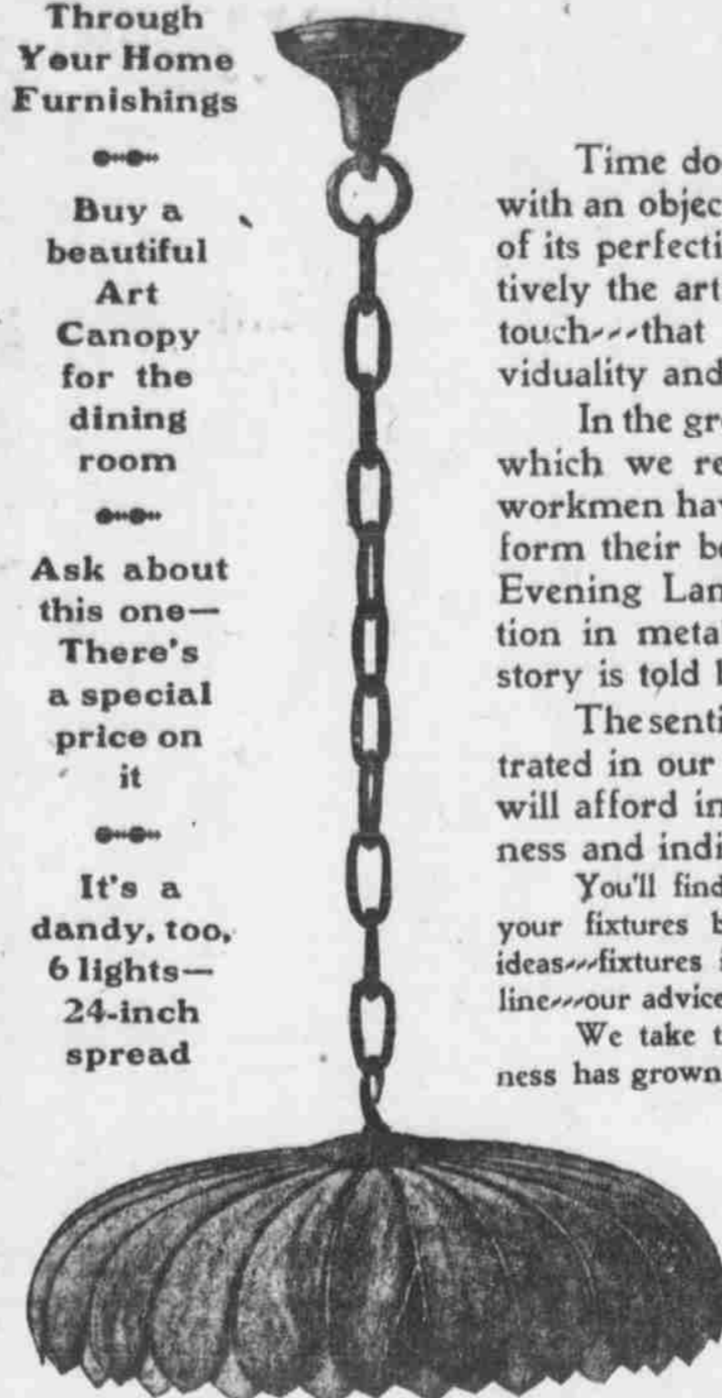 Through
Your Home
Furnishings
Buy a
beautiful
Art
Canopy
for the
dining
room
Ask about
this one—
There's
a special
price on
it
It's a
dandy, too,
6 lights—
24-inch
spread
Time do
with an objec
of its perfecti
tively the art
touch---that
viduality and
In the gre
which we re
workmen hav
form their be
Evening Lan
tion in meta
story is told b
The senti
trated in our
will afford in
ness and indi
You'll find
your fixtures b
ideas---fixtures i
line---our advice
We take t
ness has grown